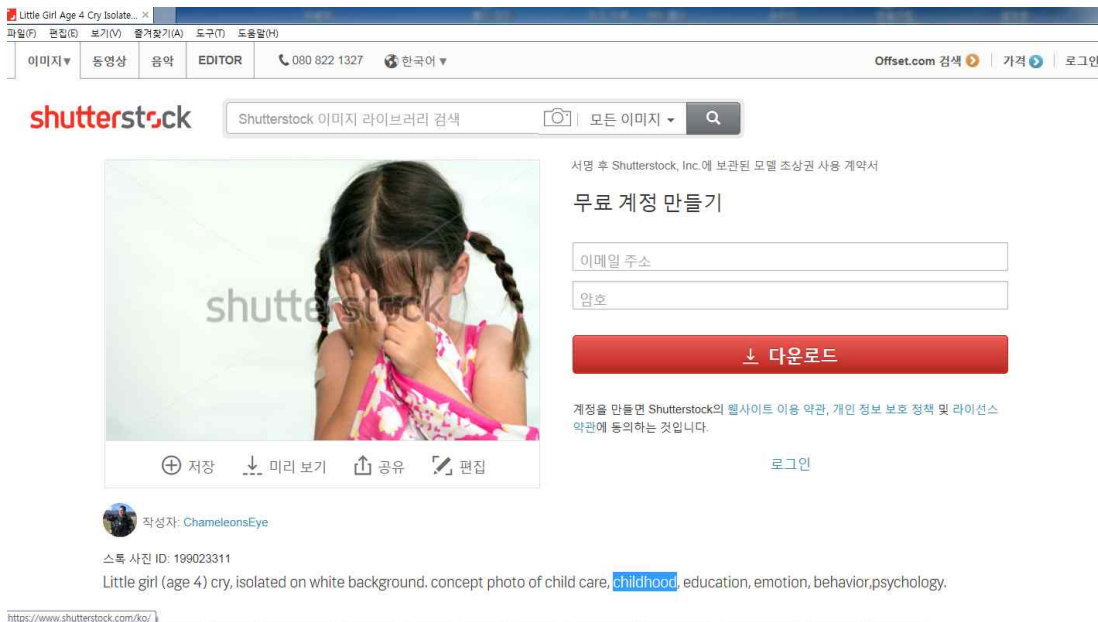 Little Girl Age 4 Cry Isolate... ×
파일(F) 편집(E) 보기(V) 즐겨찾기(A) 도구(T) 도움말(H)
이미지▾ 동영상 음악 EDITOR 080 822 1327 한국어 ▾ Offset.com 검색 가격 로그인
shutterstock
Shutterstock 이미지 라이브러리 검색 모든 이미지
서명 후 Shutterstock, Inc.에 보관된 모델 초상권 사용 계약서
무료 계정 만들기
이메일 주소
암호
shutterstock
다운로드
계정을 만들면 Shutterstock의 웹사이트 이용 약관, 개인 정보 보호 정책 및 라이선스
약관에 동의하는 것입니다.
로그인
저장 미리 보기 공유 편집
작성자: ChameleonsEye
스톡 사진 ID: 199023311
Little girl (age 4) cry, isolated on white background. concept photo of child care, childhood, education, emotion, behavior,psychology.
https://www.shutterstock.com/ko/